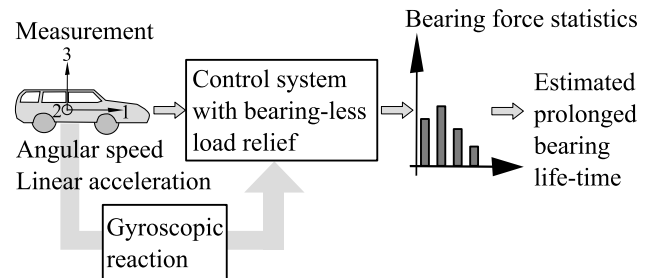 Bearing force statistics
Measurement
3
2
1
Control system
with bearing-less
load relief
Estimated
prolonged
bearing
life-time
Angular speed
Linear acceleration
Gyroscopic
reaction